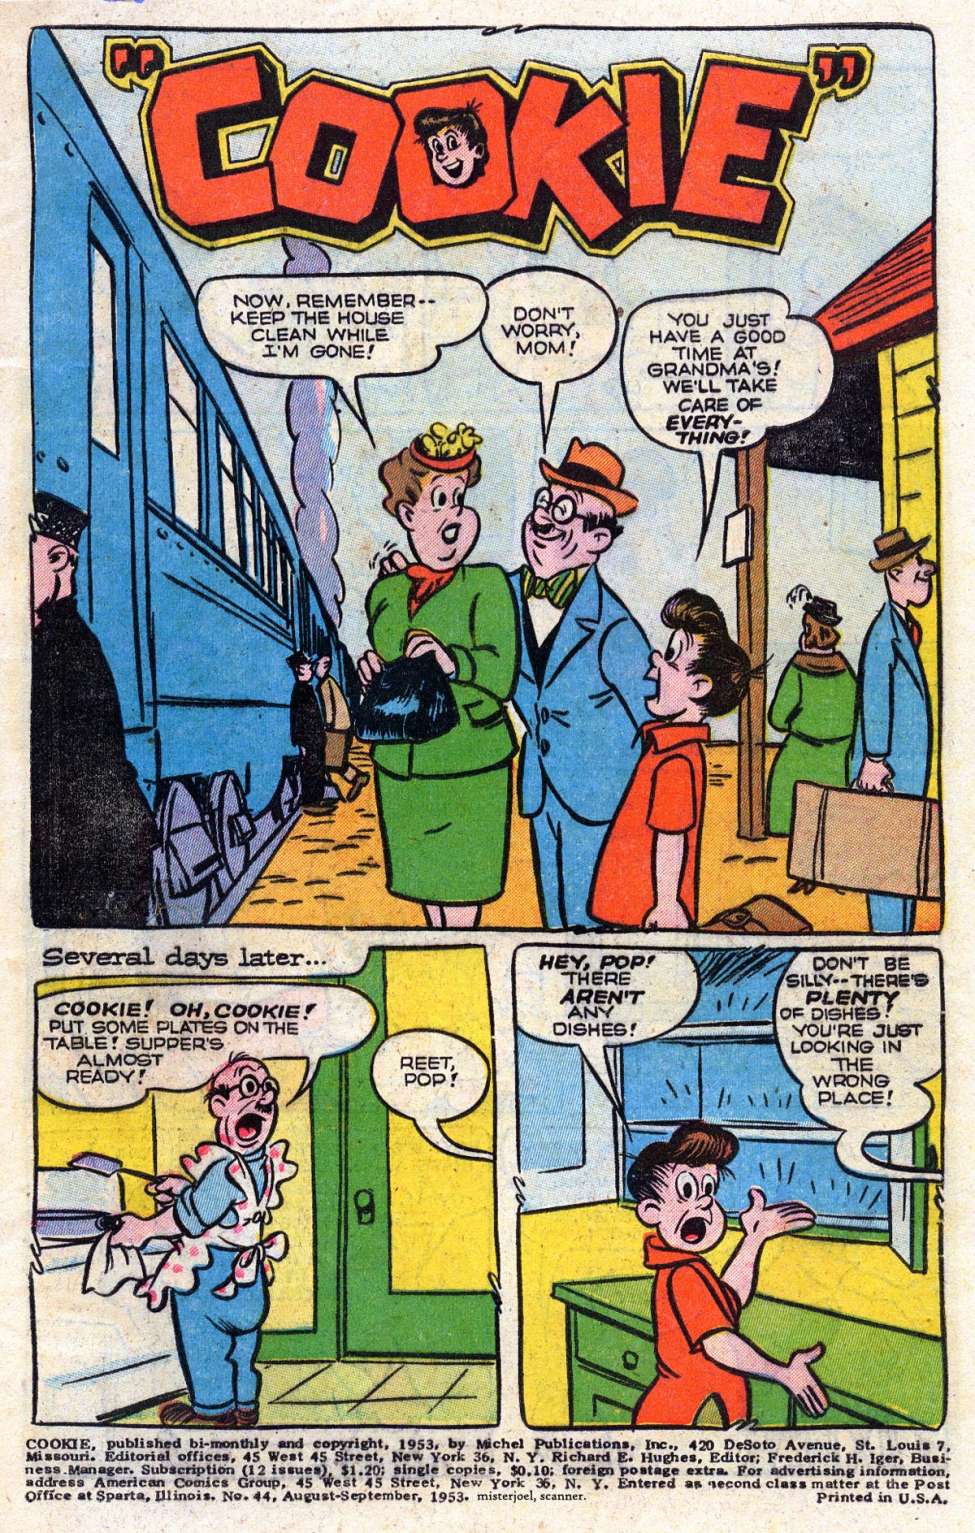 "COOKIE"
NOW, REMEMBER--
KEEP THE HOUSE
CLEAN WHILE
I'M GONE!
DON'T
WORRY,
MOM!
YOU JUST
HAVE A GOOD
TIME AT
GRANDMA'S!
WE'LL TAKE
CARE OF
EVERY-
THING!
Several days later...
COOKIE! OH, COOKIE!
PUT SOME PLATES ON THE
TABLE! SUPPER'S
ALMOST
READY!
REET,
POP!
HEY, POP!
THERE
AREN'T
ANY
DISHES!
DON'T BE
SILLY--THERE'S
PLENTY
OF DISHES!
YOU'RE JUST
LOOKING IN
THE
WRONG
PLACE!
COOKIE, published bi-monthly and copyright, 1953, by Michel Publications, Inc., 420 DeSoto Avenue, St. Louis 7,
Missouri. Editorial offices, 45 West 45 Street, New York 36, N. Y. Richard E. Hughes, Editor; Frederick H. Iger, Busi-
ness Manager. Subscription (12 issues), $1.20; single copies, $0.10; foreign postage extra. For advertising information,
address American Comics Group, 45 West 45 Street, New York 36, N. Y. Entered as second class matter at the Post
Office at Sparta, Illinois. No. 44, August-September, 1953. misterjoel, scanner. Printed in U.S.A.